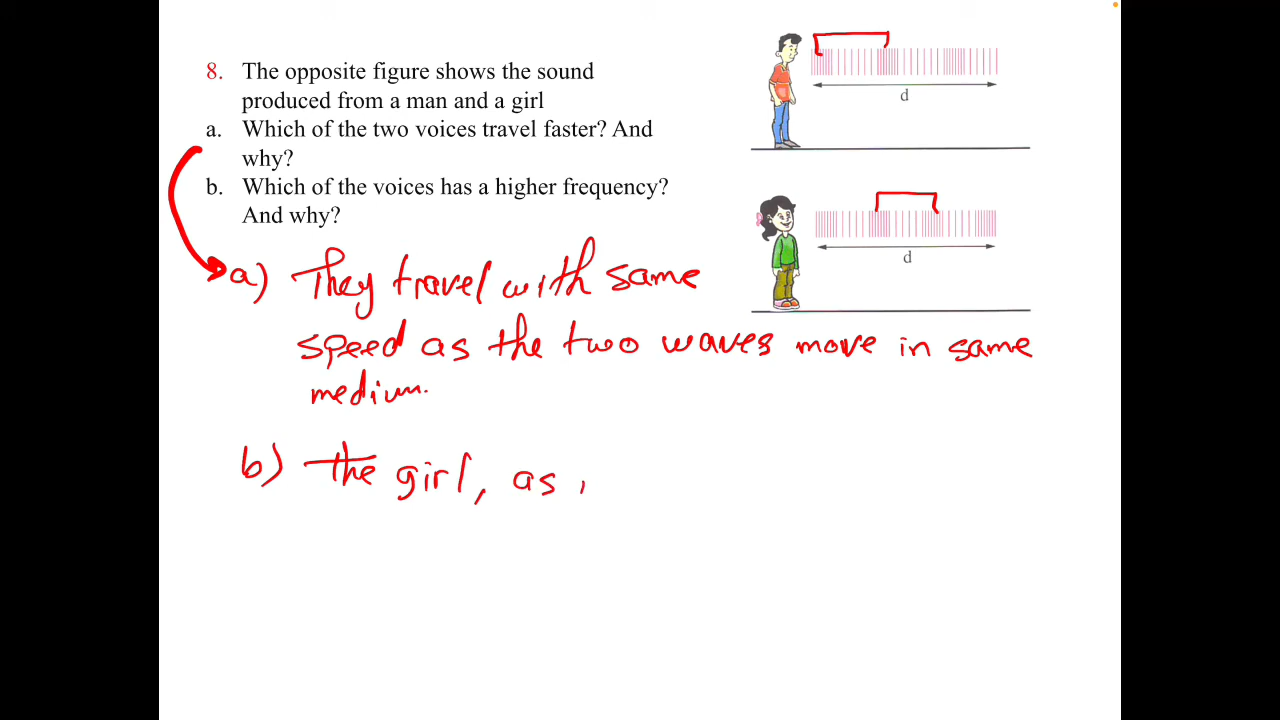 8. The opposite figure shows the sound
produced from a man and a girl
a. Which of the two voices travel faster? And
why?
b. Which of the voices has a higher frequency?
And why?
d
d
a) They travel with same
speed as the two waves move in same
medium.
b) the girl, as